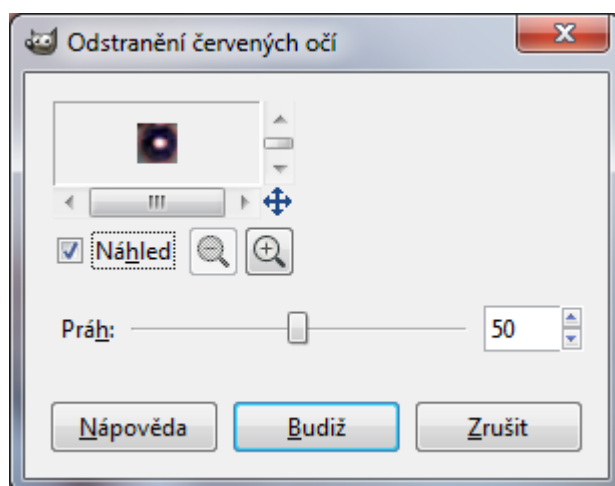 Odstranění červených očí
Náhled
Práh: 50
Nápověda Budiž Zrušit